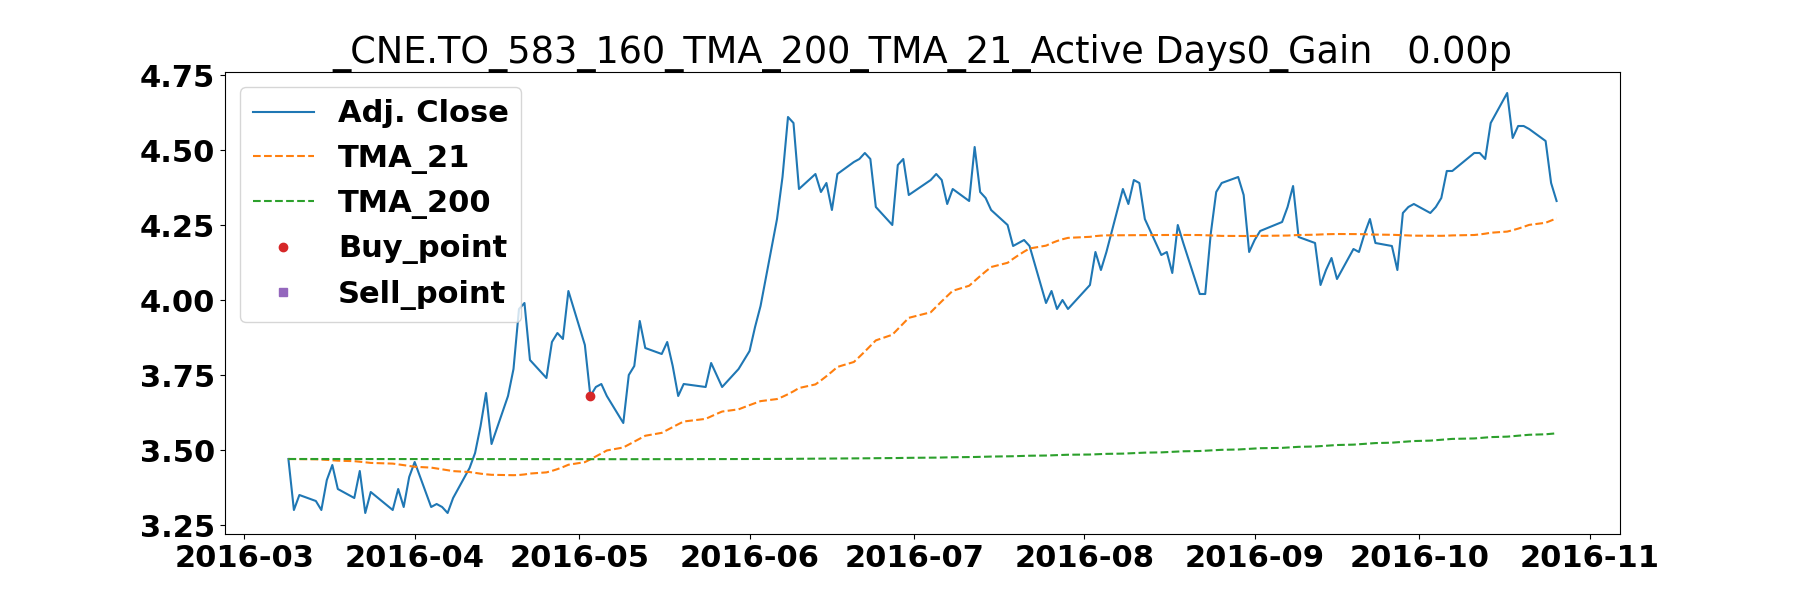 _CNE.TO_583_160_TMA_200_TMA_21_Active Days0_Gain   0.00p
4.75
4.50
4.25
4.00
3.75
3.50
3.25
Adj. Close
TMA_21
TMA_200
Buy_point
Sell_point
2016-03 2016-04 2016-05 2016-06 2016-07 2016-08 2016-09 2016-10 2016-11